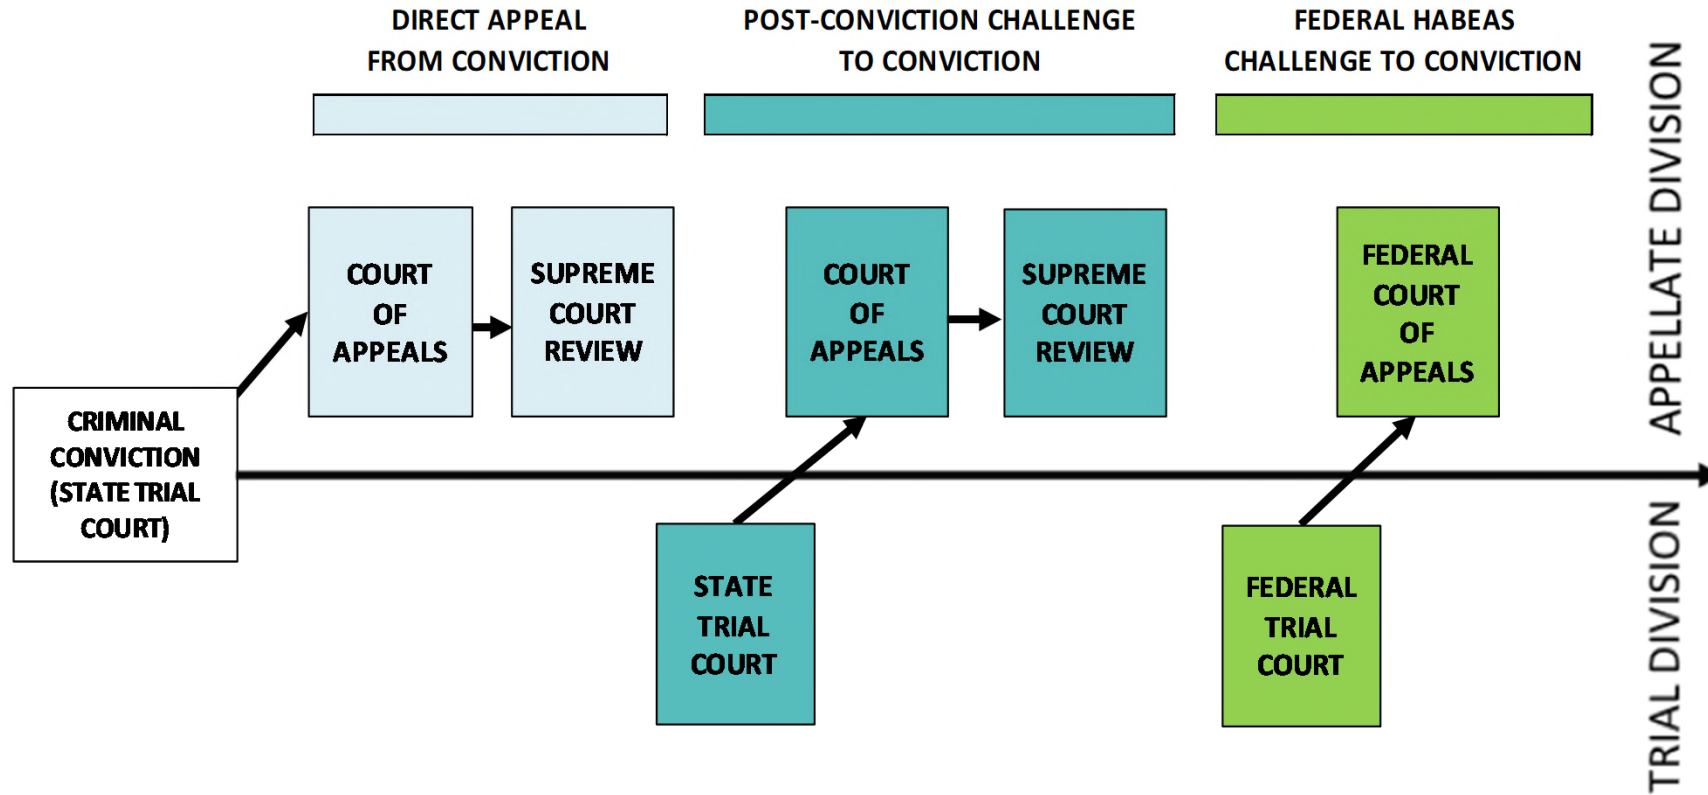 DIRECT APPEAL
FROM CONVICTION
POST-CONVICTION CHALLENGE
TO CONVICTION
FEDERAL HABEAS
CHALLENGE TO CONVICTION
APPELLATE DIVISION
COURT
OF
APPEALS
SUPREME
COURT
REVIEW
COURT
OF
APPEALS
SUPREME
COURT
REVIEW
FEDERAL
COURT
OF
APPEALS
CRIMINAL
CONVICTION
(STATE TRIAL
COURT)
STATE
TRIAL
COURT
FEDERAL
TRIAL
COURT
TRIAL DIVISION